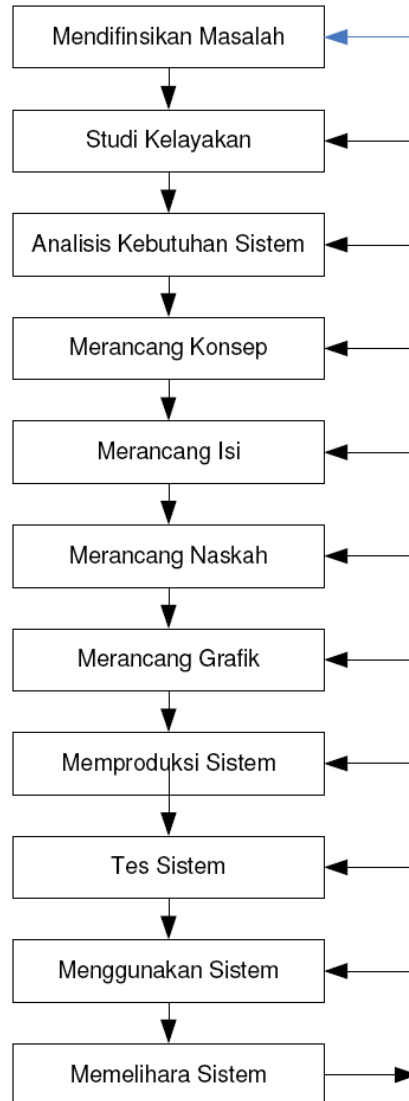 Mendifinsikan Masalah
Studi Kelayakan
Analisis Kebutuhan Sistem
Merancang Konsep
Merancang Isi
Merancang Naskah
Merancang Grafik
Memproduksi Sistem
Tes Sistem
Menggunakan Sistem
Memelihara Sistem